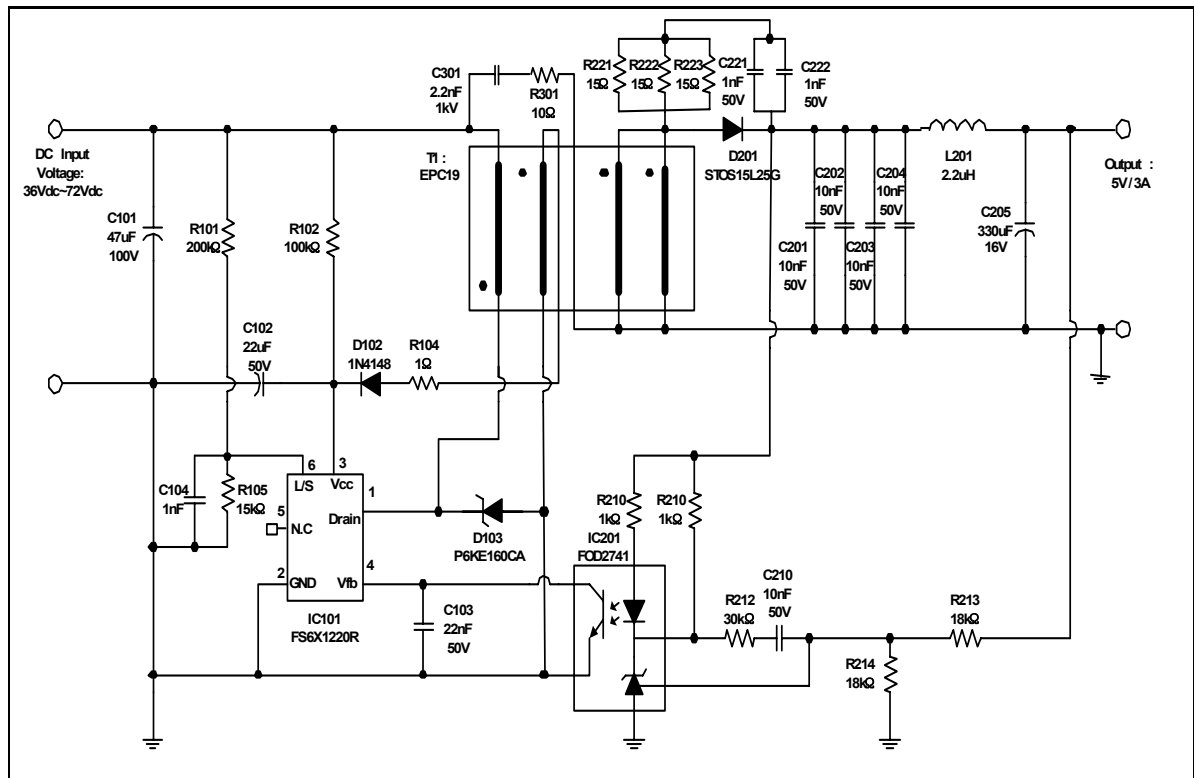 C301
2.2nF
1kV
R301
10Ω
R221
15Ω
R222
15Ω
R223
15Ω
C221
1nF
50V
C222
1nF
50V
DC Input
Voltage:
36Vdc~72Vdc
T1 :
EPC19
D201
STOS15L25G
L201
2.2uH
Output :
5V/3A
C101
47uF
100V
R101
200kΩ
R102
100kΩ
C202
10nF
50V
C204
10nF
50V
C201
10nF
50V
C203
10nF
50V
C205
330uF
16V
C102
22uF
50V
D102
1N4148
R104
1Ω
C104
1nF
R105
15kΩ
6
L/S
3
Vcc
1
Drain
5
N.C
2
GND
4
Vfb
IC101
FS6X1220R
D103
P6KE160CA
C103
22nF
50V
R210
1kΩ
R210
1kΩ
IC201
FOD2741
R212
30kΩ
C210
10nF
50V
R213
18kΩ
R214
18kΩ